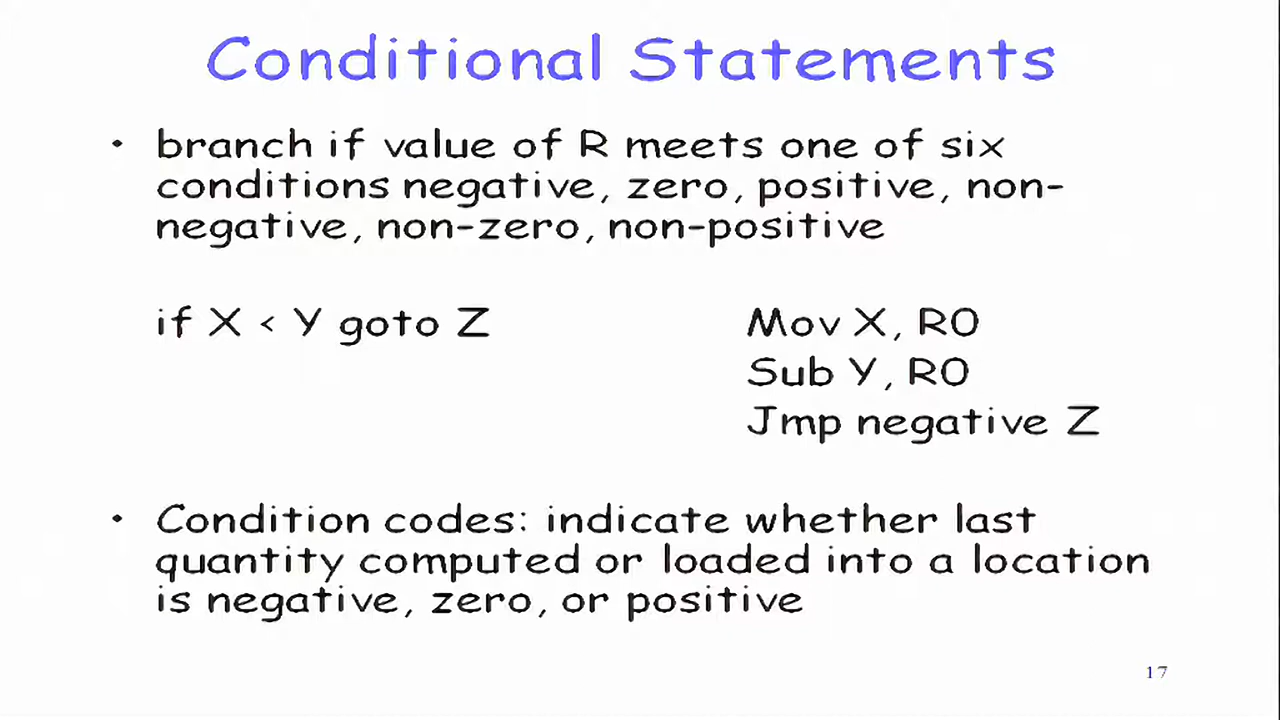 Conditional Statements
• branch if value of R meets one of six
conditions negative, zero, positive, non-
negative, non-zero, non-positive
if X < Y goto Z
Mov X, R0
Sub Y, R0
Jmp negative Z
• Condition codes: indicate whether last
quantity computed or loaded into a location
is negative, zero, or positive
17